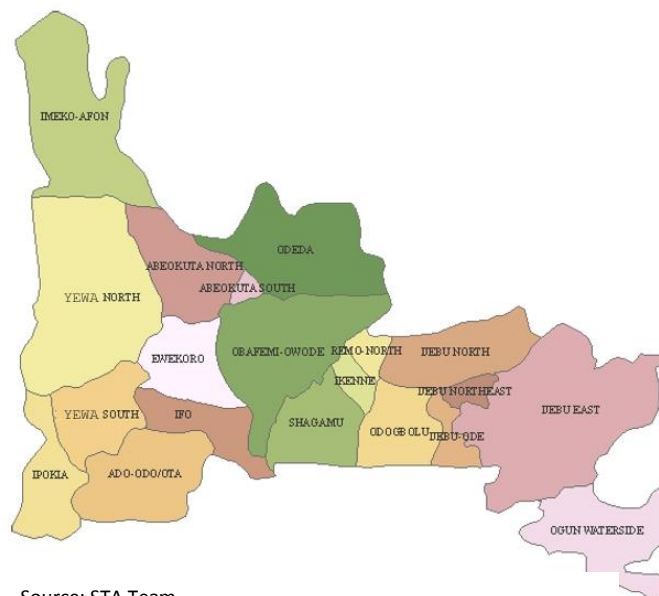 IMEKO-AFON
ODEDA
ABEOKUTA NORTH
ABEOKUTA SOUTH
YEWA NORTH
EWEKORO
OBAFEMI-OWODE
REMO-NORTH
IJEBU NORTH
IKENNE
IJEBU NORTHEAST
YEWA SOUTH
IFO
SHAGAMU
ODOGBOLU
IJEBU-ODE
IJEBU EAST
IPOKIA
ADO-ODO/OTA
OGUN WATERSIDE
Source: STA Team